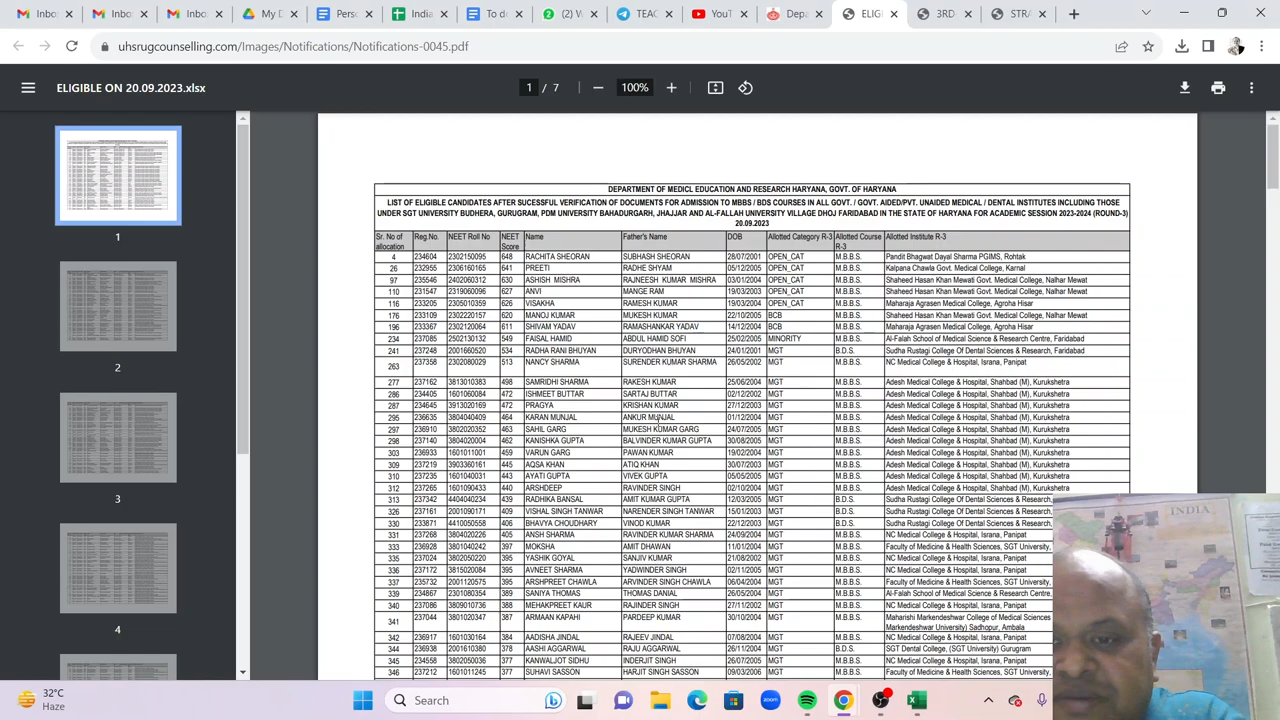 Inbo
Inbox
Inbox
My D
Perso
India
To do
(2) W
TEAC
YouT
Depa
ELIG
3RD
STRA
uhsrugcounselling.com/Images/Notifications/Notifications-0045.pdf
ELIGIBLE ON 20.09.2023.xlsx
1 / 7
100%
1
2
3
4
DEPARTMENT OF MEDICL EDUCATION AND RESEARCH HARYANA, GOVT. OF HARYANA
LIST OF ELIGIBLE CANDIDATES AFTER SUCESSFUL VERIFICATION OF DOCUMENTS FOR ADMISSION TO MBBS / BDS COURSES IN ALL GOVT. / GOVT. AIDED/PVT. UNAIDED MEDICAL / DENTAL INSTITUTES INCLUDING THOSE
UNDER SGT UNIVERSITY BUDHERA, GURUGRAM, PDM UNIVERSITY BAHADURGARH, JHAJJAR AND AL-FALLAH UNIVERSITY VILLAGE DHOJ FARIDABAD IN THE STATE OF HARYANA FOR ACADEMIC SESSION 2023-2024 (ROUND-3)
20.09.2023
Sr. No of allocation Reg.No. NEET Roll No NEET Score Name Father's Name DOB Allotted Category R-3 Allotted Course R-3 Allotted Institute R-3
4 234604 2302150095 648 RACHITA SHEORAN SUBHASH SHEORAN 28/07/2001 OPEN_CAT M.B.B.S. Pandit Bhagwat Dayal Sharma PGIMS, Rohtak
26 232955 2306160165 641 PREETI RADHE SHYAM 05/12/2005 OPEN_CAT M.B.B.S. Kalpana Chawla Govt. Medical College, Karnal
97 235546 2405060112 630 ASHISH MISHRA RAJNEESH KUMAR MISHRA 03/01/2004 OPEN_CAT M.B.B.S. Shaheed Hasan Khan Mewati Govt. Medical College, Nalhar Mewat
110 231547 2319060096 627 ANVI MANGE RAM 19/03/2003 OPEN_CAT M.B.B.S. Shaheed Hasan Khan Mewati Govt. Medical College, Nalhar Mewat
116 233205 2305010359 626 VISAKHA RAMESH KUMAR 19/03/2004 OPEN_CAT M.B.B.S. Maharaja Agrasen Medical College, Agroha Hisar
176 233109 2302220157 620 MANOJ KUMAR MUKESH KUMAR 22/10/2005 BCB M.B.B.S. Shaheed Hasan Khan Mewati Govt. Medical College, Nalhar Mewat
196 233367 2302120064 611 SHIVAM YADAV RAMASHANKAR YADAV 14/12/2004 BCB M.B.B.S. Maharaja Agrasen Medical College, Agroha Hisar
234 237085 2502130132 549 FAISAL HAMID ABDUL HAMID SOFI 25/02/2005 MINORITY M.B.B.S. Al-Falah School of Medical Science & Research Centre, Faridabad
241 237248 2001660520 534 RADHA RANI BHUYAN DURYODHAN BHUYAN 24/01/2001 MGT B.D.S. Sudha Rustagi College Of Dental Sciences & Research, Faridabad
263 237358 2302080029 513 NANCY SHARMA SURENDER KUMAR SHARMA 26/05/2002 MGT M.B.B.S. NC Medical College & Hospital, Israna, Panipat
277 237162 3813010383 498 SAMRIDHI SHARMA RAKESH KUMAR 25/06/2004 MGT M.B.B.S. Adesh Medical College & Hospital, Shahbad (M), Kurukshetra
286 234405 1601060084 472 ISHMEET BUTTAR SARTAJ BUTTAR 02/12/2002 MGT M.B.B.S. Adesh Medical College & Hospital, Shahbad (M), Kurukshetra
287 234645 3913020169 472 PRAGYA KRISHAN KUMAR 27/12/2003 MGT M.B.B.S. Adesh Medical College & Hospital, Shahbad (M), Kurukshetra
295 236635 3804040409 464 KARAN MUNJAL ANKUR MUNJAL 01/12/2004 MGT M.B.B.S. Adesh Medical College & Hospital, Shahbad (M), Kurukshetra
297 236910 3802020352 463 SAHIL GARG MUKESH KUMAR GARG 24/07/2005 MGT M.B.B.S. Adesh Medical College & Hospital, Shahbad (M), Kurukshetra
298 237140 3804020004 462 KANISHKA GUPTA BALVINDER KUMAR GUPTA 30/08/2005 MGT M.B.B.S. Adesh Medical College & Hospital, Shahbad (M), Kurukshetra
303 236933 1601011001 459 VARUN GARG PAWAN KUMAR 19/02/2004 MGT M.B.B.S. Adesh Medical College & Hospital, Shahbad (M), Kurukshetra
309 237219 3903360161 445 AQSA KHAN ATIQ KHAN 30/07/2003 MGT M.B.B.S. Adesh Medical College & Hospital, Shahbad (M), Kurukshetra
310 237235 1601040031 443 AYATI GUPTA VIVEK GUPTA 05/05/2005 MGT M.B.B.S. Adesh Medical College & Hospital, Shahbad (M), Kurukshetra
312 237265 1601090433 440 ARSHDEEP RAVINDER SINGH 02/10/2004 MGT M.B.B.S. Adesh Medical College & Hospital, Shahbad (M), Kurukshetra
313 237342 4404040234 439 RADHIKA BANSAL AMIT KUMAR GUPTA 12/03/2005 MGT B.D.S. Sudha Rustagi College Of Dental Sciences & Research,
326 237211 2001090171 409 VISHAL SINGH TANWAR NARENDER SINGH TANWAR 15/01/2003 MGT B.D.S. Sudha Rustagi College Of Dental Sciences & Resea
330 233871 4410050558 406 BHAVYA CHOUDHARY VINOD KUMAR 22/12/2003 MGT B.D.S. Sudha Rustagi College Of Dental Sciences & Resea
331 237268 3804020226 405 ANSH SHARMA RAVINDER KUMAR SHARMA 24/09/2004 MGT M.B.B.S. NC Medical College & Hospital, Israna, Panipat
333 236928 3801040242 397 MOKSHA AMIT DHAWAN 11/01/2004 MGT M.B.B.S. Faculty of Medicine & Health Sciences, SGT University,
336 237024 3802050220 395 YASHIK GOYAL SANJIV KUMAR 21/08/2002 MGT M.B.B.S. NC Medical College & Hospital, Israna, Panipat
336 237172 3815020084 395 AVNEET SHARMA YADWINDER SINGH 02/11/2005 MGT M.B.B.S. NC Medical College & Hospital, Israna, Panipat
337 235732 2001120575 395 ARSHPREET CHAWLA ARVINDER SINGH CHAWLA 06/04/2004 MGT M.B.B.S. Faculty of Medicine & Health Sciences, SGT University,
339 234867 2301080354 389 SANIYA THOMAS THOMAS DANIAL 26/05/2004 MGT M.B.B.S. Al-Falah School of Medical Science & Research Centre,
340 237086 3809010736 388 MEHAKPREET KAUR RAJINDER SINGH 27/11/2002 MGT M.B.B.S. NC Medical College & Hospital, Israna, Panipat
341 237044 3801020347 387 ARMAAN KAPAHI PARDEEP KUMAR 30/10/2004 MGT M.B.B.S. Maharishi Markendeshwar College of Medical Sciences
Markendeshwar University) Sadhopur, Ambala
342 236917 1601030164 384 AADISHA JINDAL RAJEEV JINDAL 07/08/2004 MGT M.B.B.S. NC Medical College & Hospital, Israna, Panipat
344 236998 2001610380 378 AASHI AGGARWAL RAJU AGGARWAL 26/11/2004 MGT B.D.S. SGT Dental College, (SGT University) Gurugram
345 234558 3802050036 377 KANWALJOT SIDHU INDERJIT SINGH 26/07/2005 MGT M.B.B.S. NC Medical College & Hospital, Israna, Panipat
346 237212 1601011245 377 SUHAVI SASSON HARJIT SINGH SASSON 09/03/2006 MGT M.B.B.S. NC Medical College & Hospital, Israna, Panipat
INDIA
32°C
Haze
Search